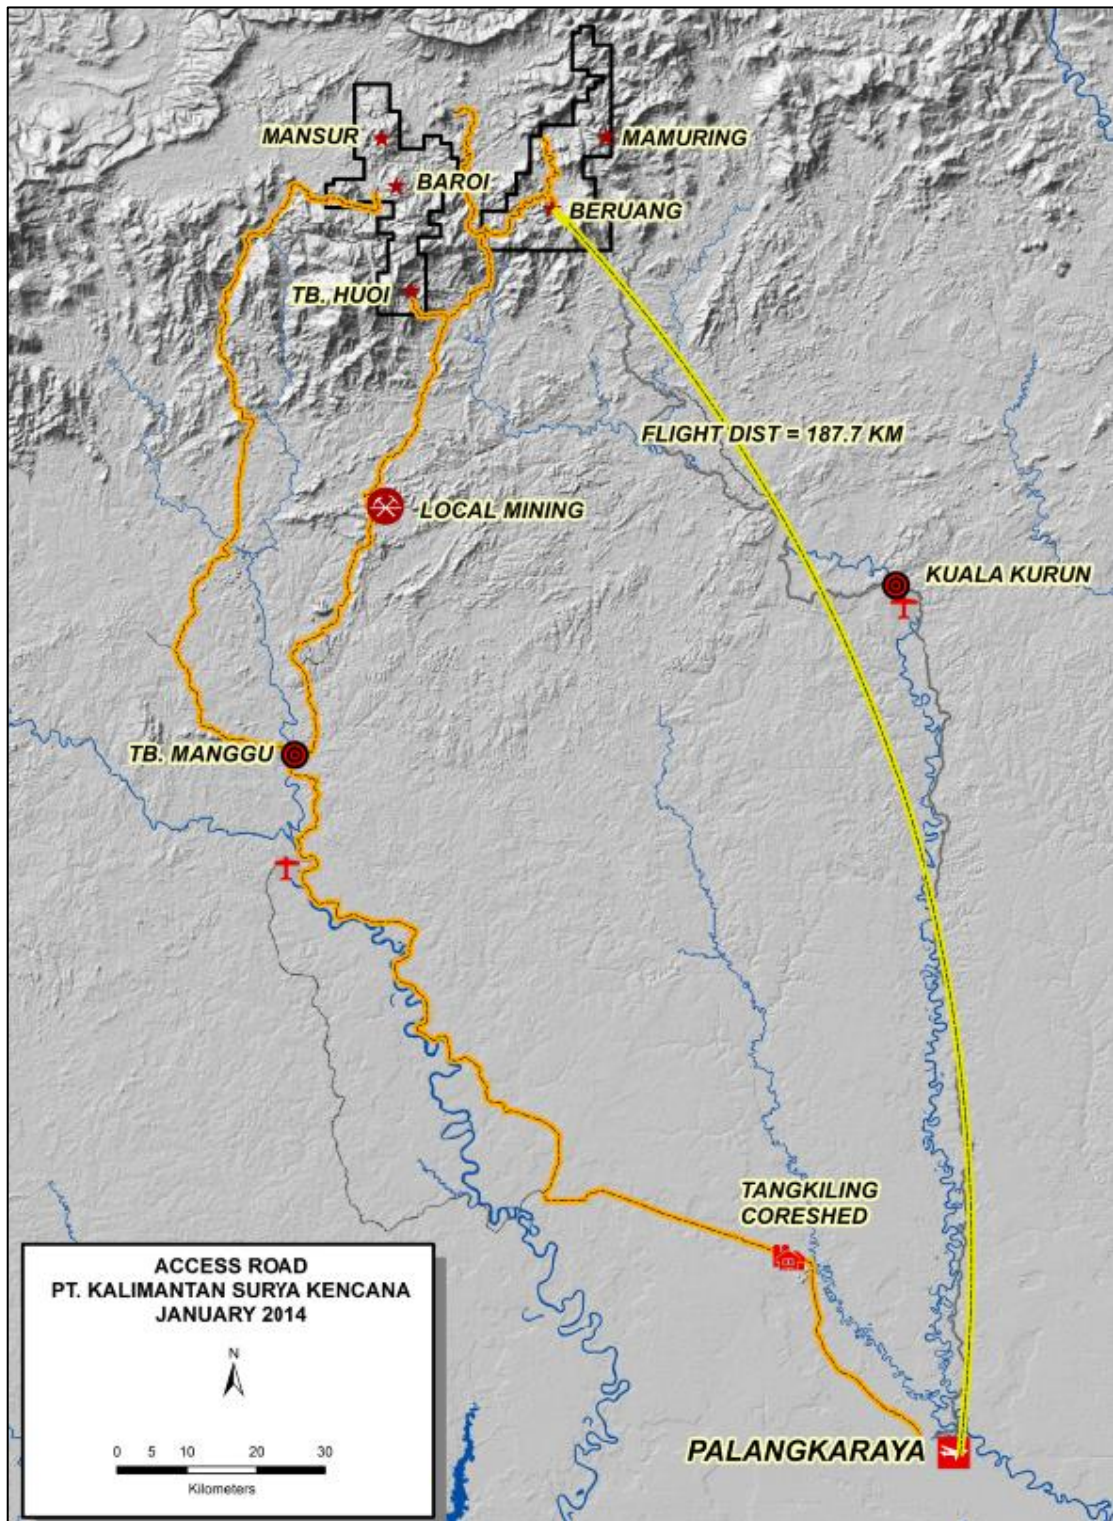 MANSUR
MAMURING
BAROI
BERUANG
TB. HUOI
FLIGHT DIST = 187.7 KM
LOCAL MINING
KUALA KURUN
TB. MANGGU
TANGKILING
CORESHED
PALANGKARAYA
ACCESS ROAD
PT. KALIMANTAN SURYA KENCANA
JANUARY 2014
N
0 5 10 20 30
Kilometers